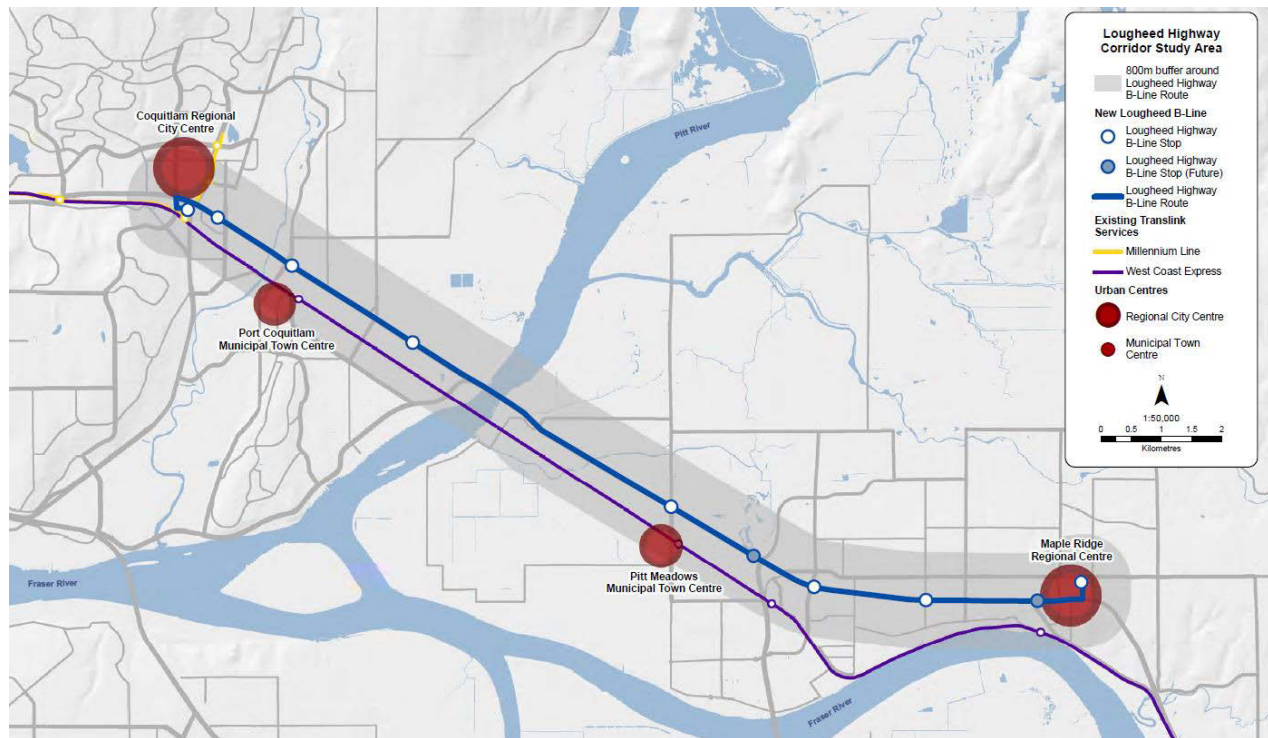 Lougheed Highway
Corridor Study Area
800m buffer around
Lougheed Highway
B-Line Route
New Lougheed B-Line
Lougheed Highway
B-Line Stop
Lougheed Highway
B-Line Stop (Future)
Lougheed Highway
B-Line Route
Existing Translink
Services
Millennium Line
West Coast Express
Urban Centres
Regional City Centre
Municipal Town
Centre
N
1:50,000
0 0.5 1 1.5 2
Kilometres
Coquitlam Regional
City Centre
Pitt River
Port Coquitlam
Municipal Town Centre
Maple Ridge
Regional Centre
Pitt Meadows
Municipal Town Centre
Fraser River
Fraser River